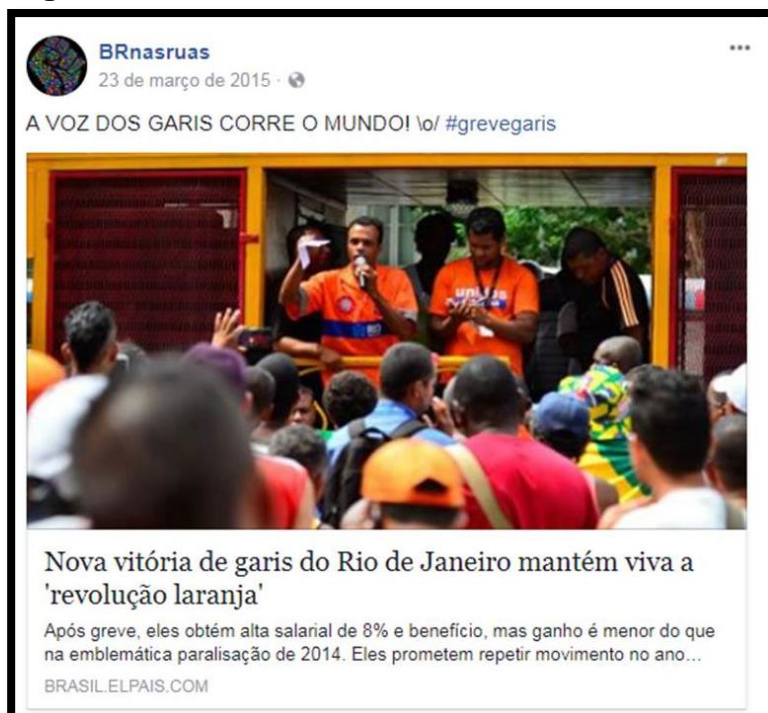 BRnasruas
23 de março de 2015
A VOZ DOS GARIS CORRE O MUNDO! \o/ #grevegaris
unidos
Nova vitória de garis do Rio de Janeiro mantém viva a
'revolução laranja'
Após greve, eles obtém alta salarial de 8% e benefício, mas ganho é menor do que
na emblemática paralisação de 2014. Eles prometem repetir movimento no ano...
BRASIL.ELPAIS.COM